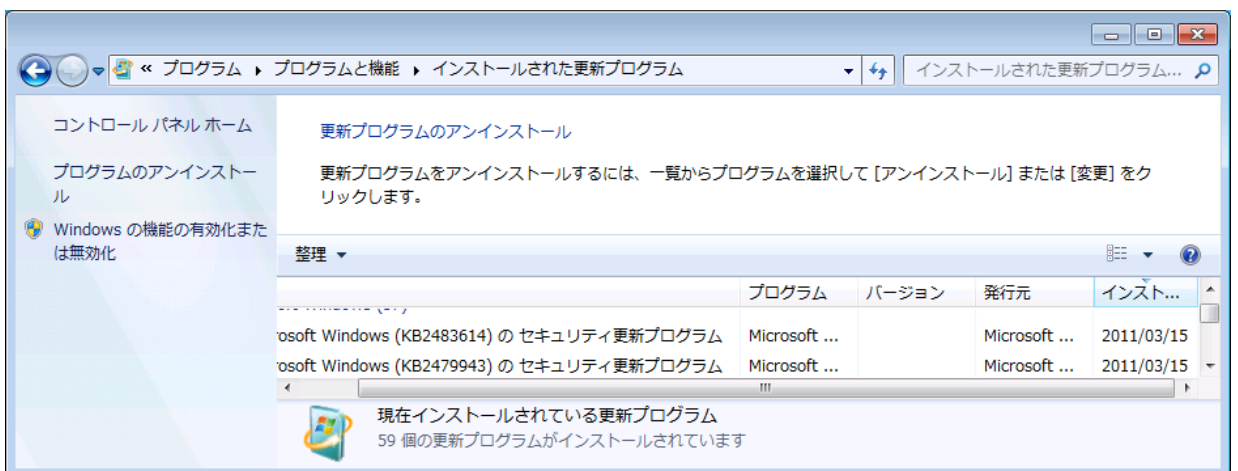 « プログラム ▸ プログラムと機能 ▸ インストールされた更新プログラム
インストールされた更新プログラム...
コントロール パネル ホーム
プログラムのアンインストー
ル
Windows の機能の有効化また
は無効化
更新プログラムのアンインストール
更新プログラムをアンインストールするには、一覧からプログラムを選択して [アンインストール] または [変更] をク
リックします。
整理
プログラム バージョン 発行元 インスト...
osoft Windows (KB2483614) の セキュリティ更新プログラム Microsoft ... Microsoft ... 2011/03/15
osoft Windows (KB2479943) の セキュリティ更新プログラム Microsoft ... Microsoft ... 2011/03/15
現在インストールされている更新プログラム
59 個の更新プログラムがインストールされています